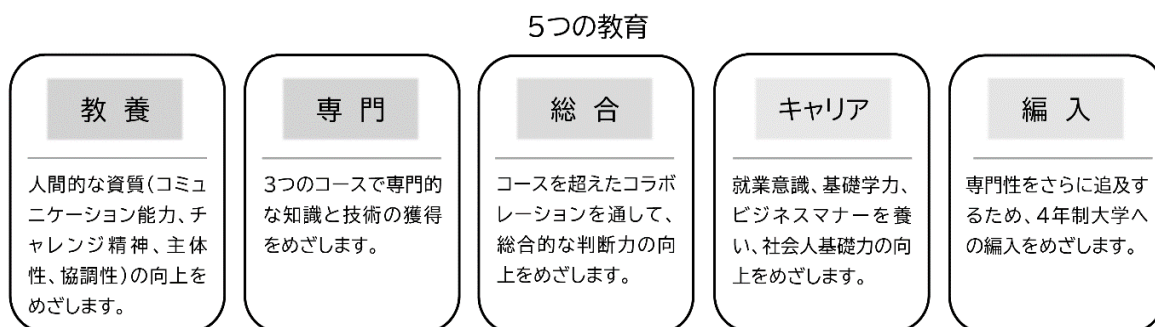 5つの教育
教 養
人間的な資質(コミュ
ニケーション能力、チ
ャレンジ精神、主体
性、協調性)の向上を
めざします。
専 門
3つのコースで専門的
な知識と技術の獲得
をめざします。
総 合
コースを超えたコラボ
レーションを通して、
総合的な判断力の向
上をめざします。
キャリア
就業意識、基礎学力、
ビジネスマナーを養
い、社会人基礎力の向
上をめざします。
編 入
専門性をさらに追及す
るため、4年制大学へ
の編入をめざします。